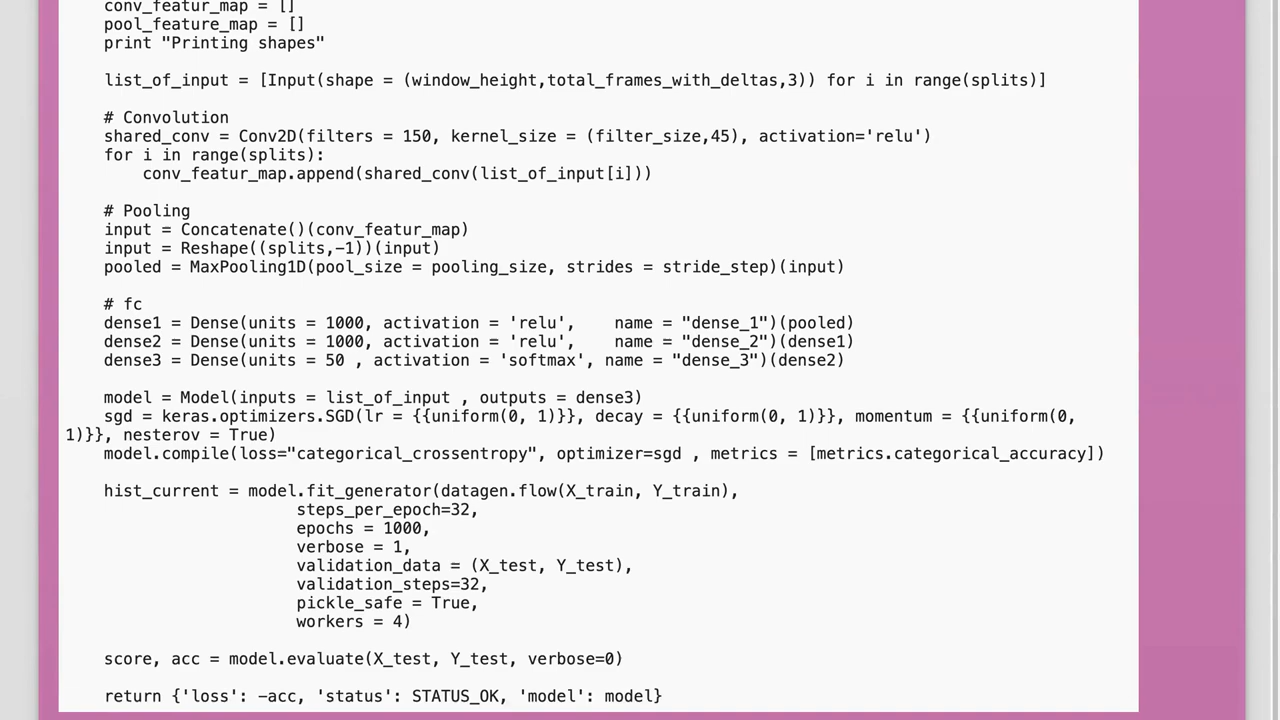 conv_featur_map = []
pool_feature_map = []
print "Printing shapes"
list_of_input = [Input(shape = (window_height,total_frames_with_deltas,3)) for i in range(splits)]
# Convolution
shared_conv = Conv2D(filters = 150, kernel_size = (filter_size,45), activation='relu')
for i in range(splits):
conv_featur_map.append(shared_conv(list_of_input[i]))
# Pooling
input = Concatenate()(conv_featur_map)
input = Reshape((splits,-1))(input)
pooled = MaxPooling1D(pool_size = pooling_size, strides = stride_step)(input)
# fc
dense1 = Dense(units = 1000, activation = 'relu',    name = "dense_1")(pooled)
dense2 = Dense(units = 1000, activation = 'relu',    name = "dense_2")(dense1)
dense3 = Dense(units = 50 , activation = 'softmax', name = "dense_3")(dense2)
model = Model(inputs = list_of_input , outputs = dense3)
sgd = keras.optimizers.SGD(lr = {{uniform(0, 1)}}, decay = {{uniform(0, 1)}}, momentum = {{uniform(0,
1)}}, nesterov = True)
model.compile(loss="categorical_crossentropy", optimizer=sgd , metrics = [metrics.categorical_accuracy])
hist_current = model.fit_generator(datagen.flow(X_train, Y_train),
steps_per_epoch=32,
epochs = 1000,
verbose = 1,
validation_data = (X_test, Y_test),
validation_steps=32,
pickle_safe = True,
workers = 4)
score, acc = model.evaluate(X_test, Y_test, verbose=0)
return {'loss': -acc, 'status': STATUS_OK, 'model': model}